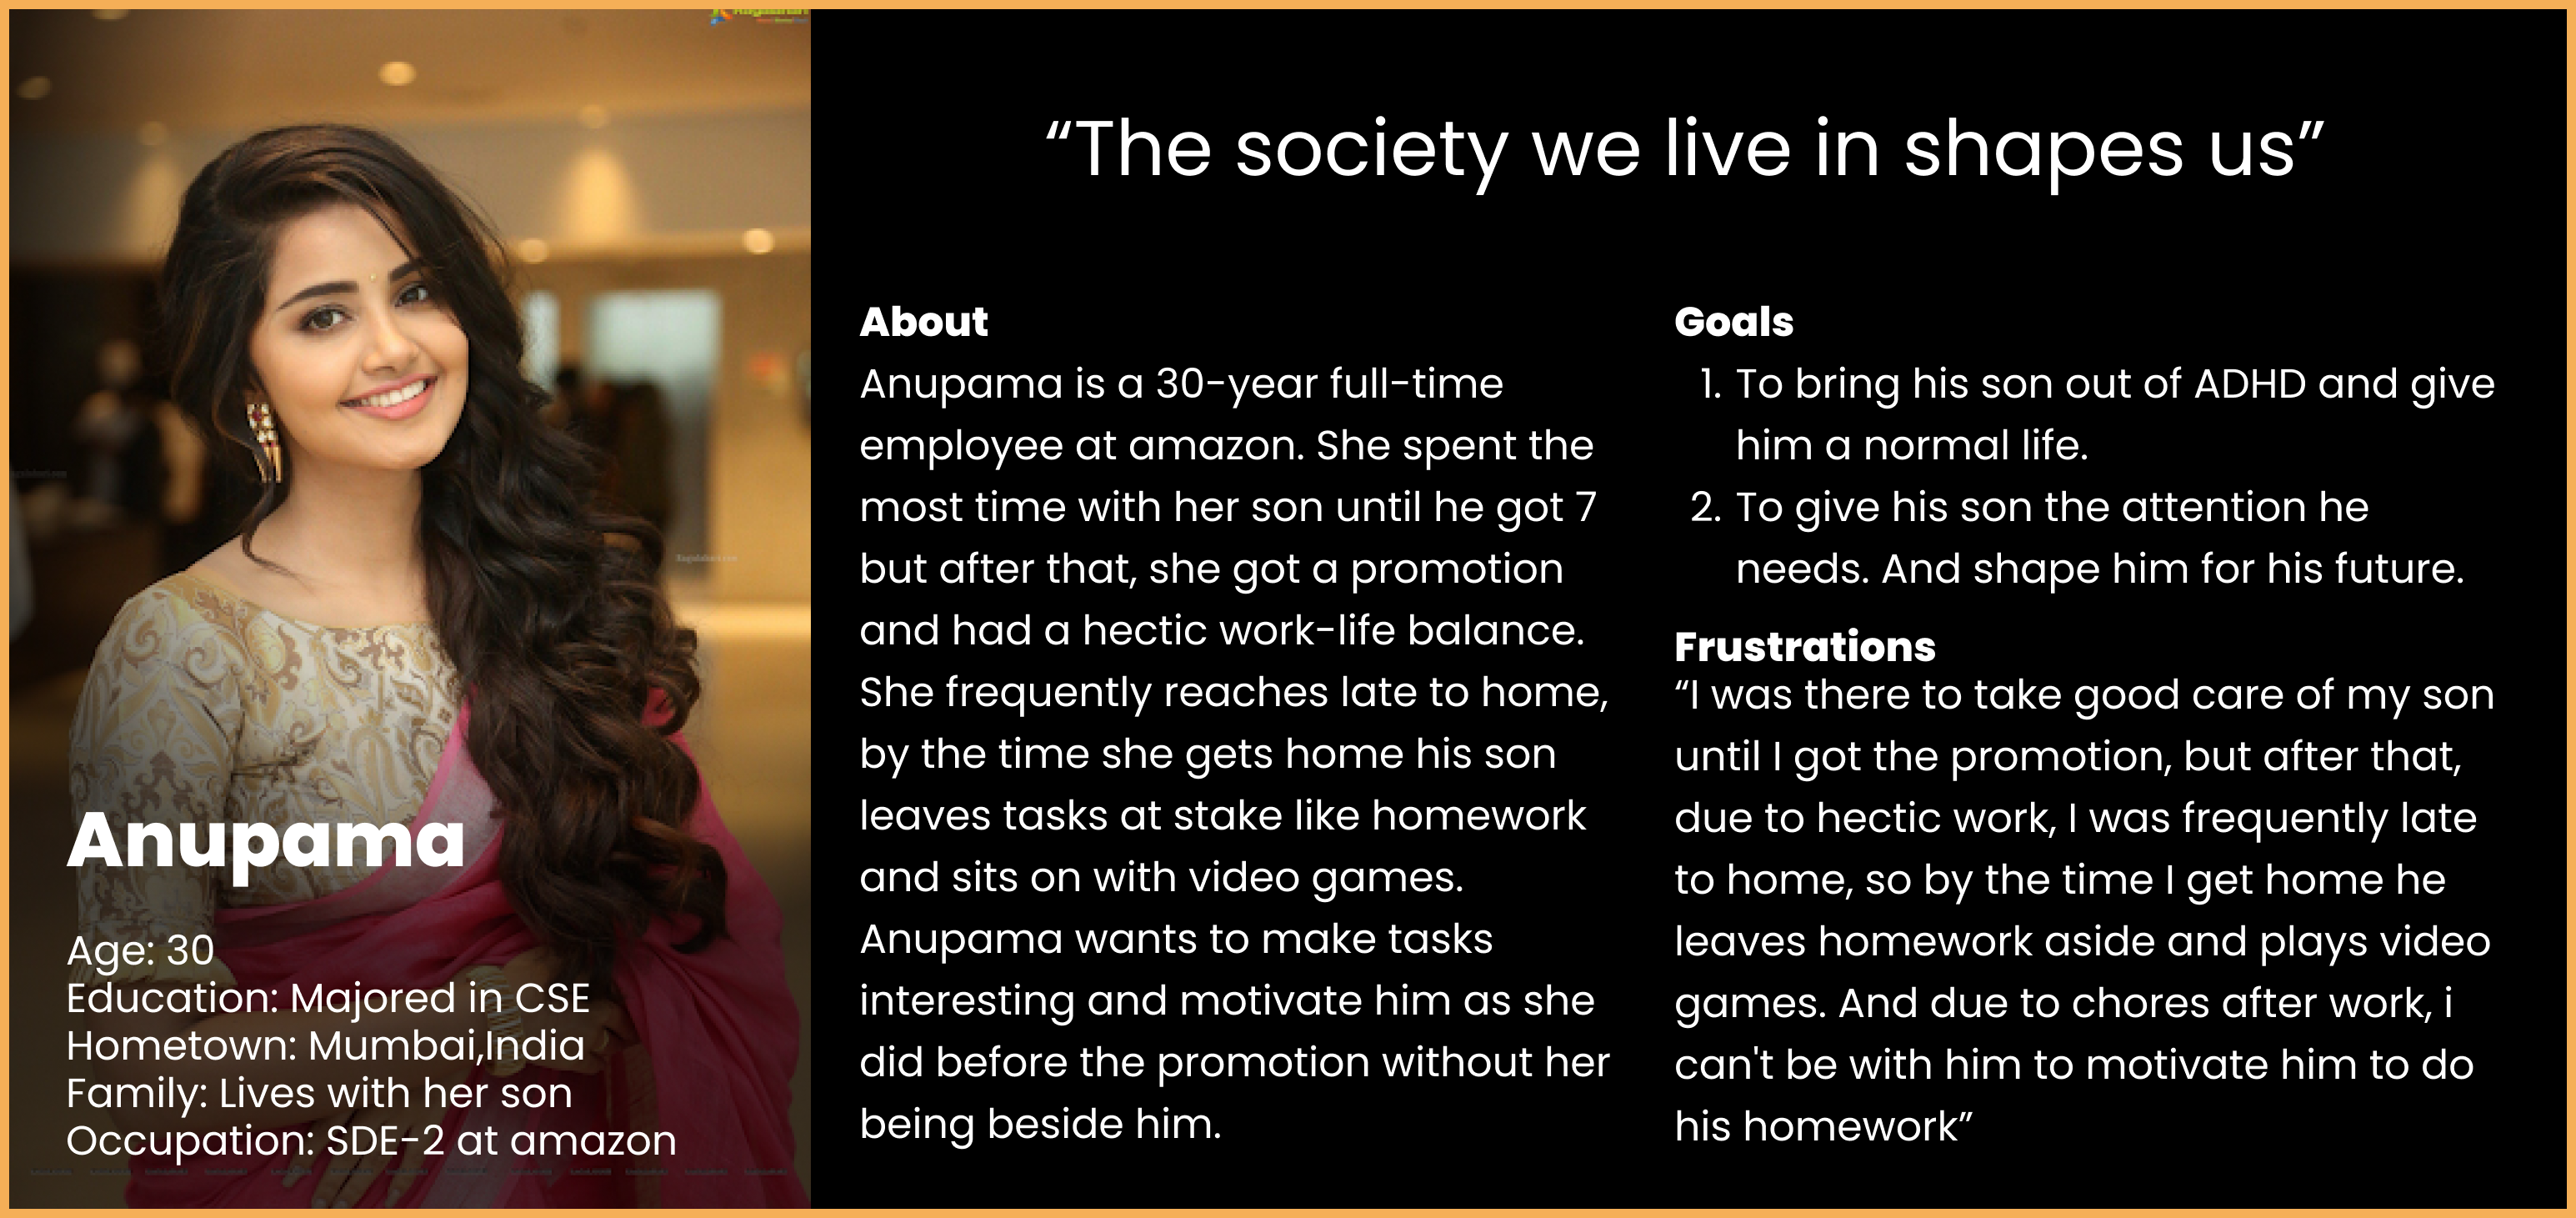 “The society we live in shapes us”
Anupama
Age: 30
Education: Majored in CSE
Hometown: Mumbai,India
Family: Lives with her son
Occupation: SDE-2 at amazon
About
Anupama is a 30-year full-time
employee at amazon. She spent the
most time with her son until he got 7
but after that, she got a promotion
and had a hectic work-life balance.
She frequently reaches late to home,
by the time she gets home his son
leaves tasks at stake like homework
and sits on with video games.
Anupama wants to make tasks
interesting and motivate him as she
did before the promotion without her
being beside him.
Goals
1. To bring his son out of ADHD and give
him a normal life.
2. To give his son the attention he
needs. And shape him for his future.
Frustrations
“I was there to take good care of my son
until I got the promotion, but after that,
due to hectic work, I was frequently late
to home, so by the time I get home he
leaves homework aside and plays video
games. And due to chores after work, i
can't be with him to motivate him to do
his homework”